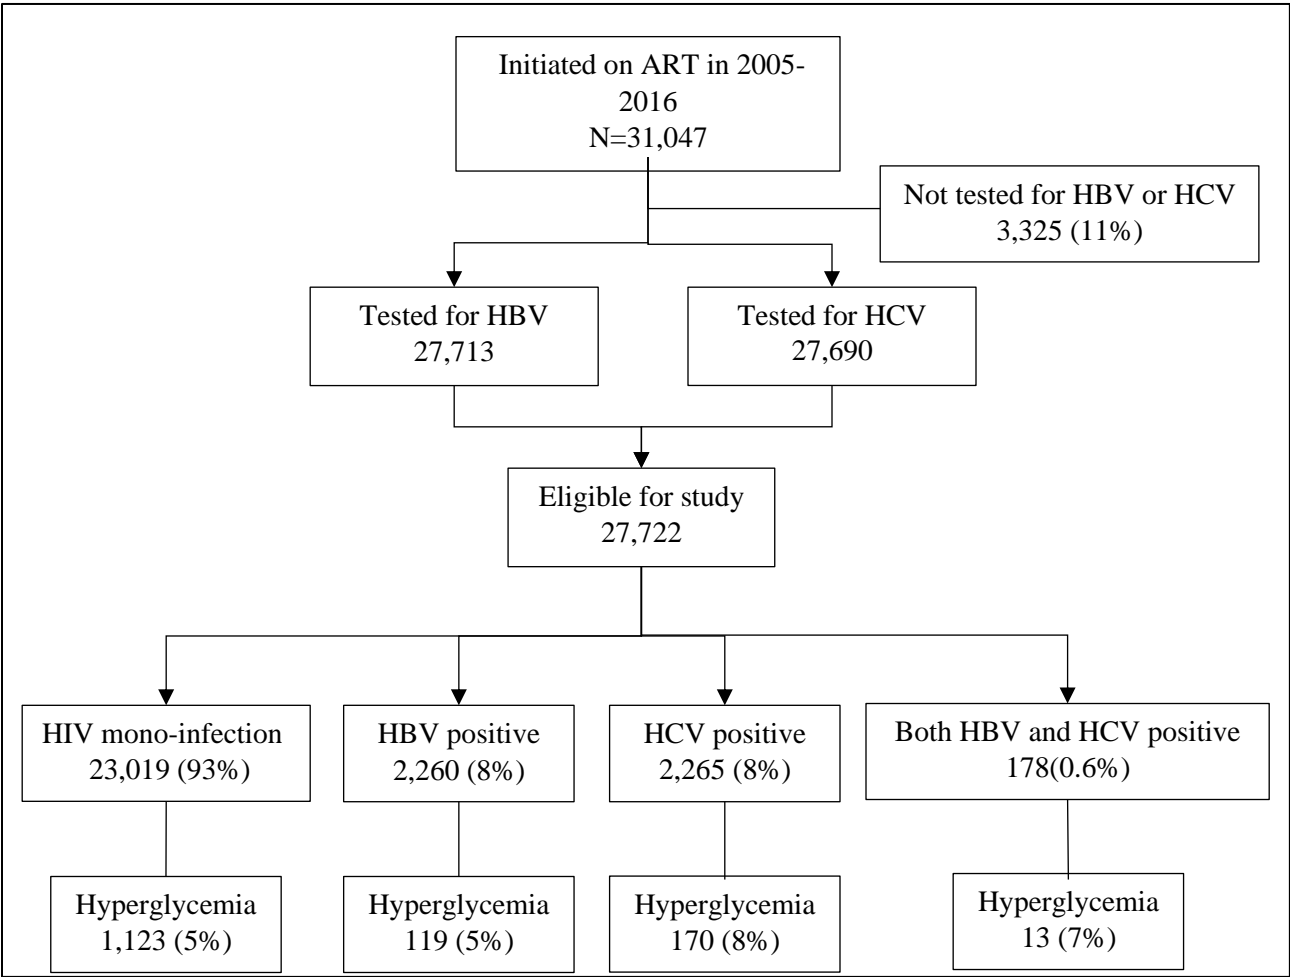 Initiated on ART in 2005-
2016
N=31,047
Not tested for HBV or HCV
3,325 (11%)
Tested for HBV
27,713
Tested for HCV
27,690
Eligible for study
27,722
HIV mono-infection
23,019 (93%)
HBV positive
2,260 (8%)
HCV positive
2,265 (8%)
Both HBV and HCV positive
178(0.6%)
Hyperglycemia
1,123 (5%)
Hyperglycemia
119 (5%)
Hyperglycemia
170 (8%)
Hyperglycemia
13 (7%)